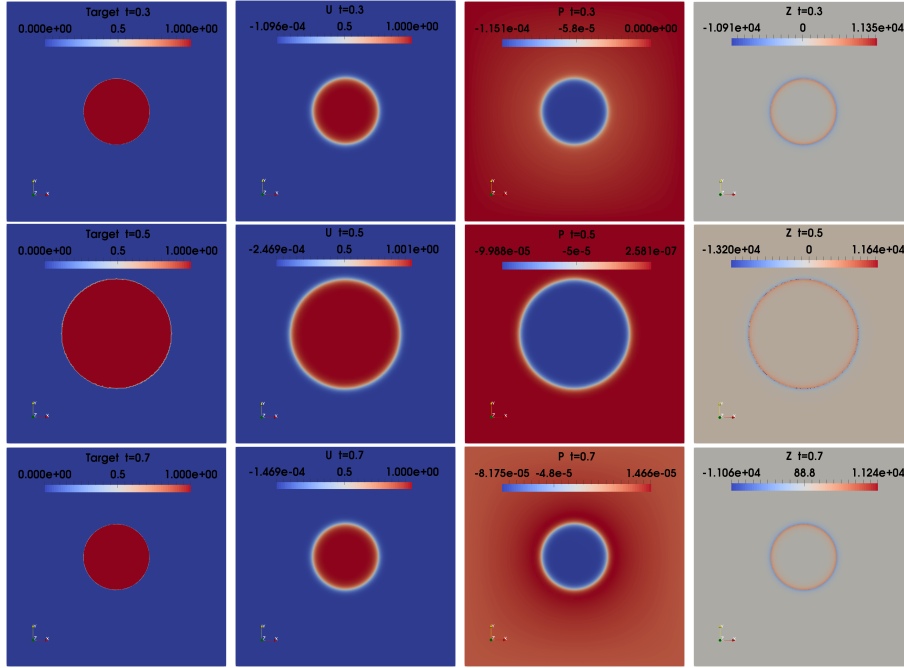 Target t=0.3
0.000e+00 0.5 1.000e+00
U t=0.3
-1.096e-04 0.5 1.000e+00
P t=0.3
-1.151e-04 -5.8e-5 0.000e+00
Z t=0.3
-1.091e+04 0 1.135e+04
Target t=0.5
0.000e+00 0.5 1.000e+00
U t=0.5
-2.469e-04 0.5 1.001e+00
P t=0.5
-9.988e-05 -5e-5 2.581e-07
Z t=0.5
-1.320e+04 0 1.164e+04
Target t=0.7
0.000e+00 0.5 1.000e+00
U t=0.7
-1.469e-04 0.5 1.000e+00
P t=0.7
-8.175e-05 -4.8e-5 1.466e-05
Z t=0.7
-1.106e+04 88.8 1.124e+04